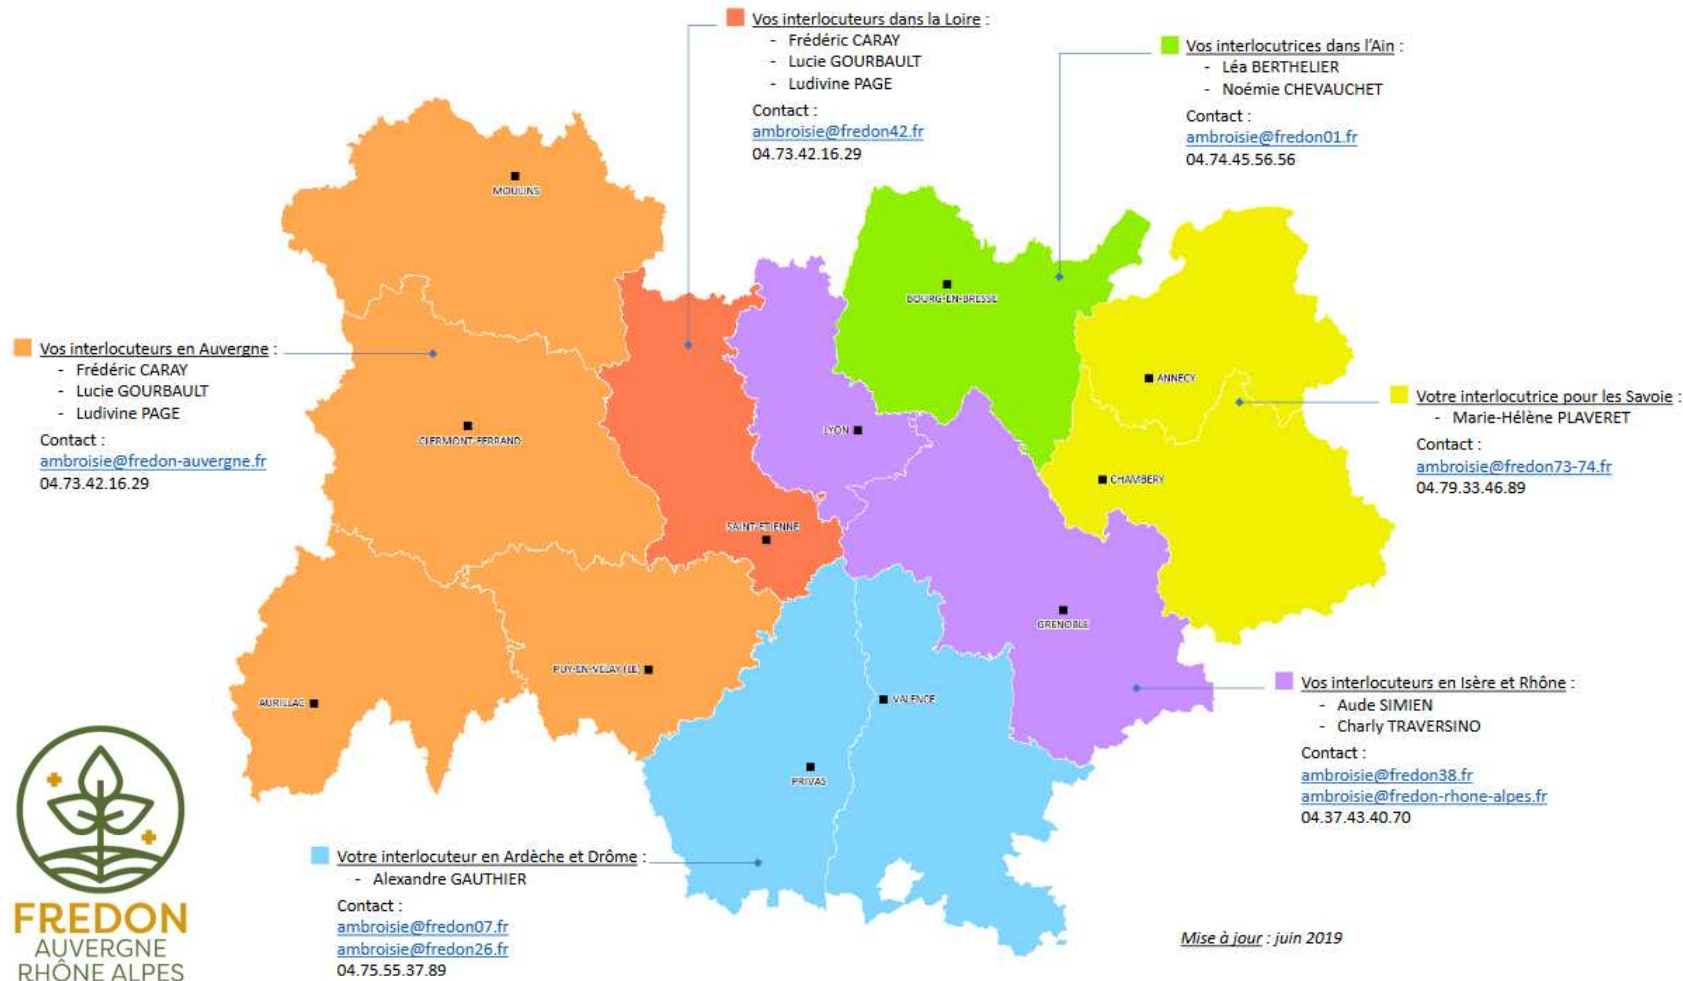 Vos interlocuteurs dans la Loire :
- Frédéric CARAY
- Lucie GOURBAULT
- Ludivine PAGE
Contact :
ambroisie@fredon42.fr
04.73.42.16.29
Vos interlocutrices dans l'Ain :
- Léa BERTHELIER
- Noémie CHEVAUCHET
Contact :
ambroisie@fredon01.fr
04.74.45.56.56
MOULINS
BOURG-EN-BRESSE
Vos interlocuteurs en Auvergne :
- Frédéric CARAY
- Lucie GOURBAULT
- Ludivine PAGE
Contact :
ambroisie@fredon-auvergne.fr
04.73.42.16.29
ANNECY
Votre interlocutrice pour les Savoie :
- Marie-Hélène PLAVERET
Contact :
ambroisie@fredon73-74.fr
04.79.33.46.89
CLERMONT-FERRAND
LYON
CHAMBERY
SAINT-ETIENNE
GRENOBLE
PUY-EN-VELAY (LE)
AURILLAC
VALENCE
PRIVAS
Vos interlocuteurs en Isère et Rhône :
- Aude SIMIEN
- Charly TRAVERSINO
Contact :
ambroisie@fredon38.fr
ambroisie@fredon-rhone-alpes.fr
04.37.43.40.70
Votre interlocuteur en Ardèche et Drôme :
- Alexandre GAUTHIER
Contact :
ambroisie@fredon07.fr
ambroisie@fredon26.fr
04.75.55.37.89
FREDON
AUVERGNE
RHÔNE ALPES
Mise à jour : juin 2019